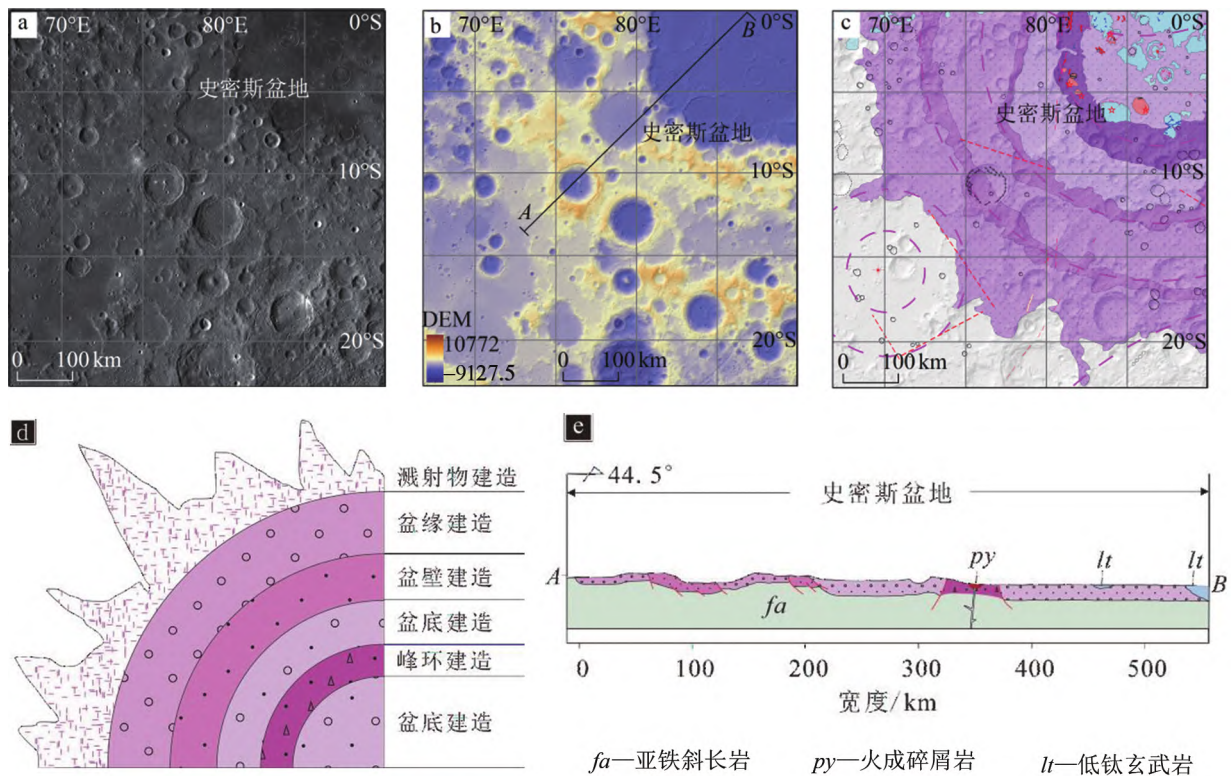 a
70°E
80°E
0°S
史密斯盆地
10°S
20°S
0
100 km
b
80°E
B
0°S
史密斯盆地
10°S
A
DEM
10772
−9127.5
0
100 km
20°S
c
70°E
80°E
0°S
史密斯盆地
10°S
20°S
0
100 km
d
溅射物建造
盆缘建造
盆壁建造
盆底建造
峰环建造
盆底建造
e
44.5°
史密斯盆地
A
py
lt
lt
B
fa
0 100 200 300 400 500
宽度/km
fa—亚铁斜长岩 py—火成碎屑岩 lt—低钛玄武岩